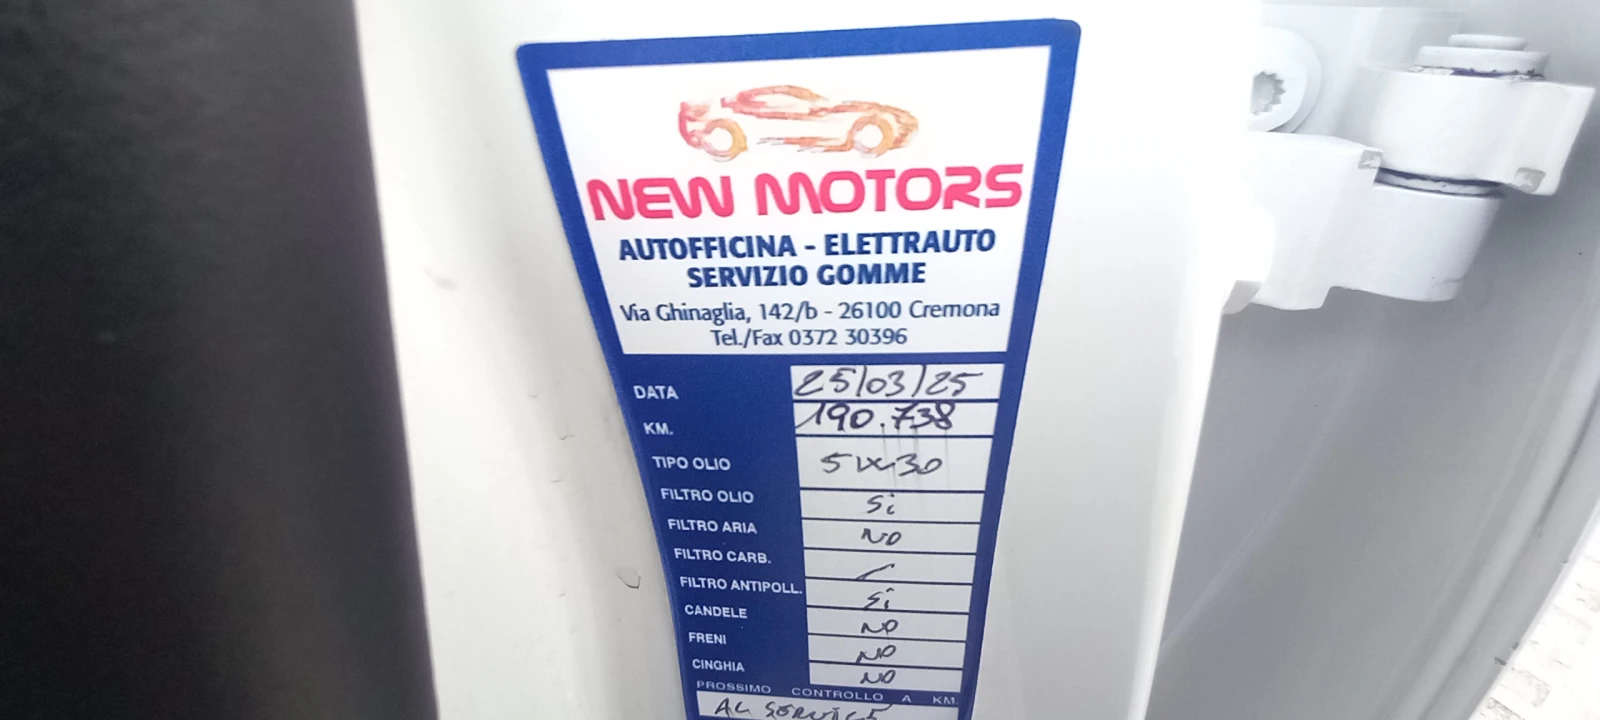 NEW MOTORS
AUTOFFICINA - ELETTRAUTO
SERVIZIO GOMME
Via Ghinaglia, 142/b - 26100 Cremona
Tel./Fax 0372 30396
DATA 25/03/25
KM. 190.738
TIPO OLIO 5W30
FILTRO OLIO Si
FILTRO ARIA NO
FILTRO CARB. /
FILTRO ANTIPOLL. Si
CANDELE NO
FRENI NO
CINGHIA NO
PROSSIMO CONTROLLO A KM.
AL SERVICE